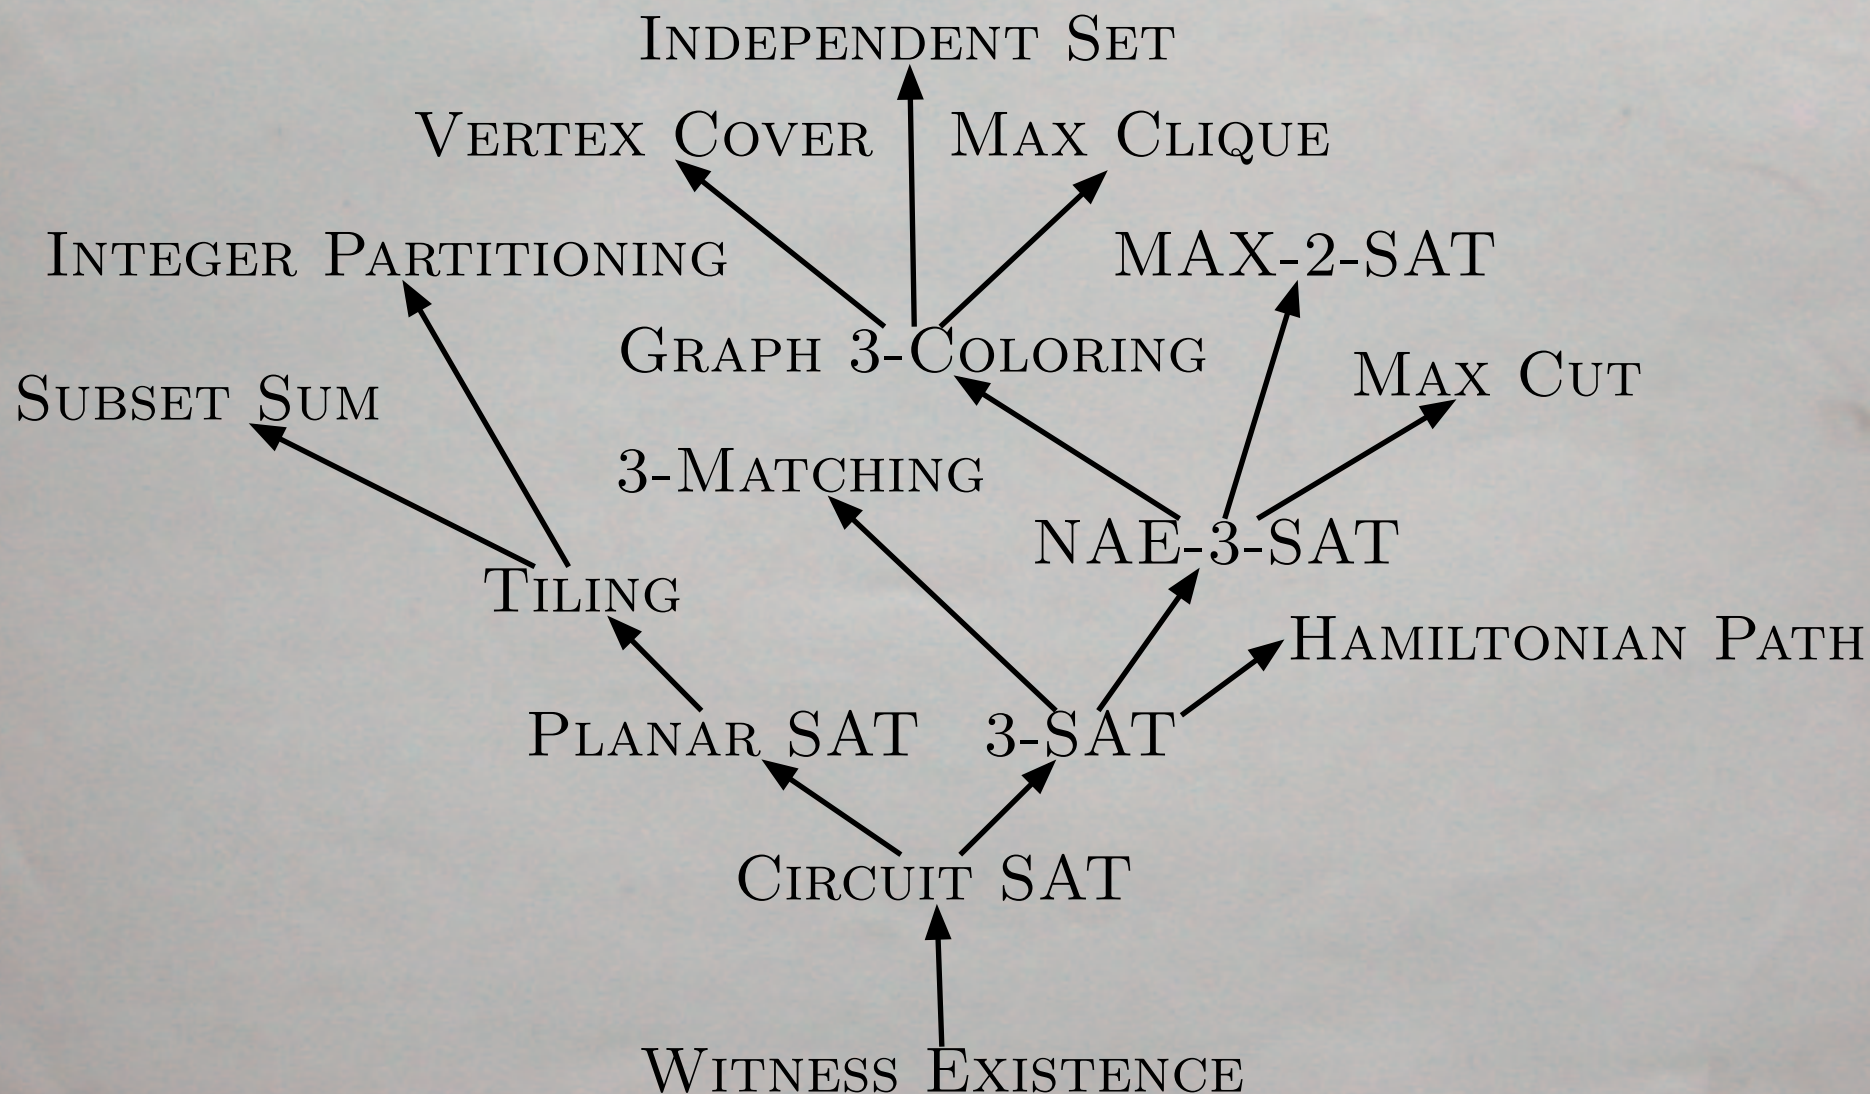 Independent Set
Vertex Cover
Max Clique
Integer Partitioning
MAX-2-SAT
Graph 3-Coloring
Max Cut
Subset Sum
3-Matching
NAE-3-SAT
Tiling
Hamiltonian Path
Planar SAT
3-SAT
Circuit SAT
Witness Existence